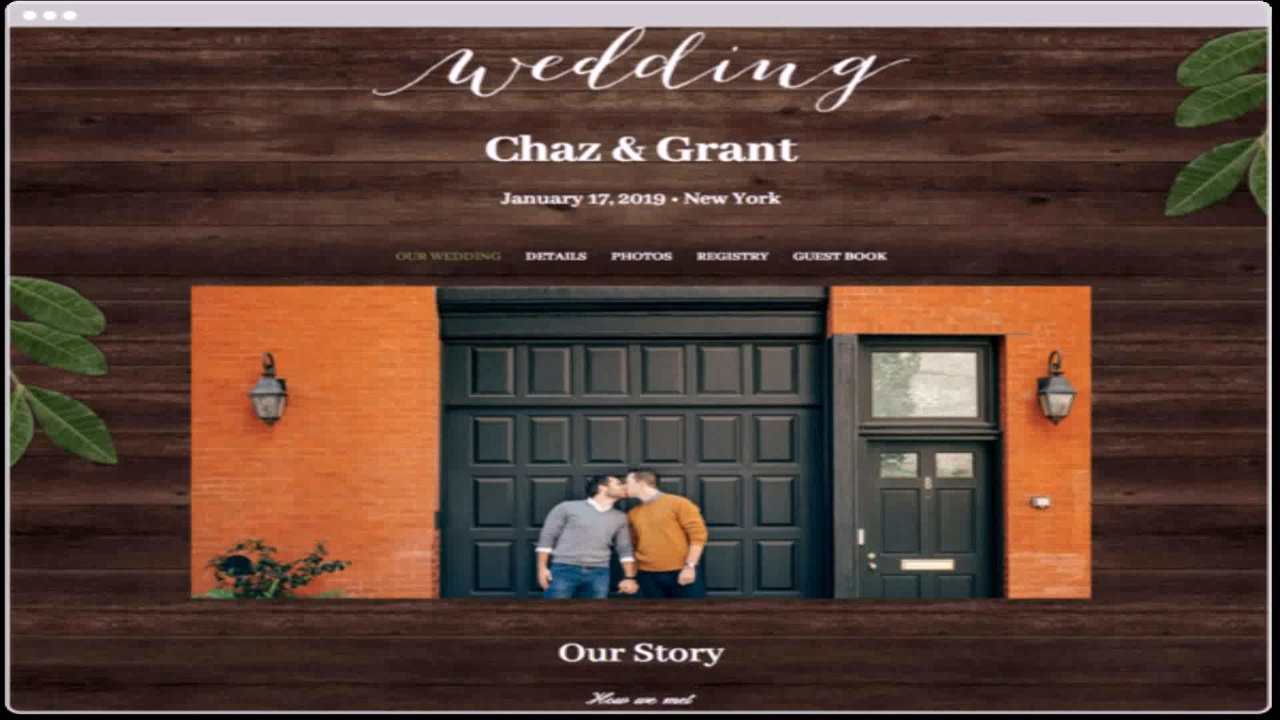 wedding
Chaz & Grant
January 17, 2019 • New York
OUR WEDDING DETAILS PHOTOS REGISTRY GUEST BOOK
8
Our Story
How we met